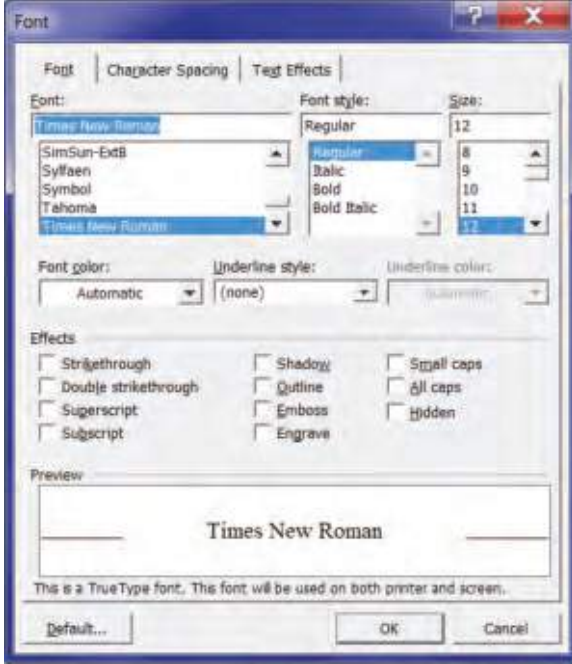 Font
Font Character Spacing Text Effects
Font: Font style: Size:
Times New Roman Regular 12
SimSun-ExtB Regular 8
Sylfaen Italic 9
Symbol Bold 10
Tahoma Bold Italic 11
Times New Roman 12
Font color: Underline style: Underline color:
Automatic (none) Automatic
Effects
Strikethrough Shadow Small caps
Double strikethrough Outline All caps
Superscript Emboss Hidden
Subscript Engrave
Preview
Times New Roman
This is a TrueType font. This font will be used on both printer and screen.
Default... OK Cancel